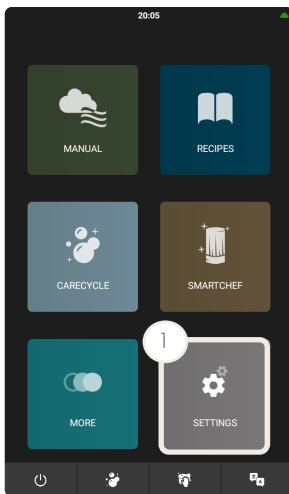 20:05
MANUAL
RECIPES
CARECYCLE
SMARTCHEF
1
MORE
SETTINGS